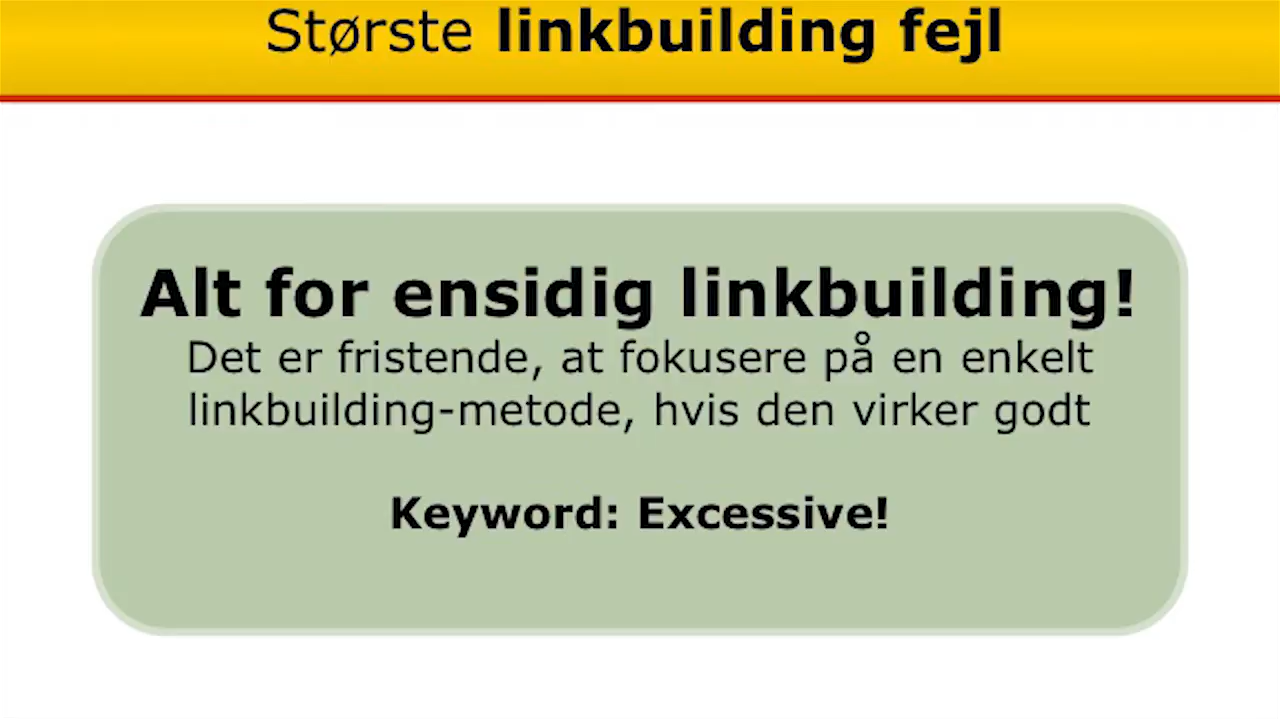 Største linkbuilding fejl
Alt for ensidig linkbuilding!
Det er fristende, at fokusere på en enkelt
linkbuilding-metode, hvis den virker godt
Keyword: Excessive!